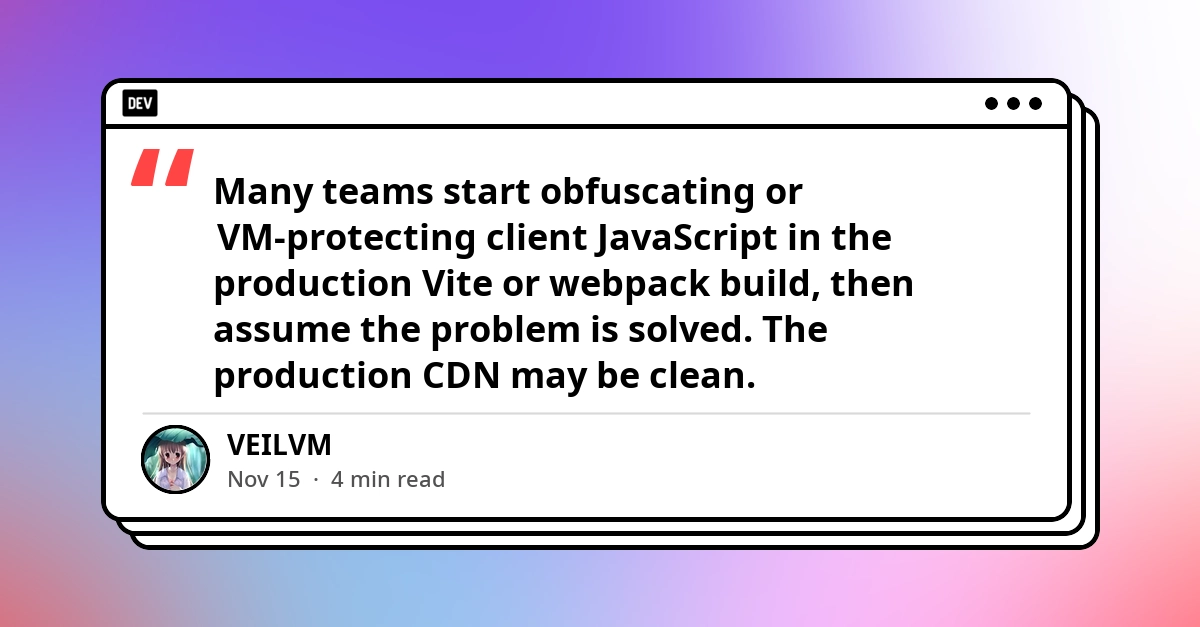 DEV
Many teams start obfuscating or
VM-protecting client JavaScript in the
production Vite or webpack build, then
assume the problem is solved. The
production CDN may be clean.
VEILVM
Nov 15 · 4 min read